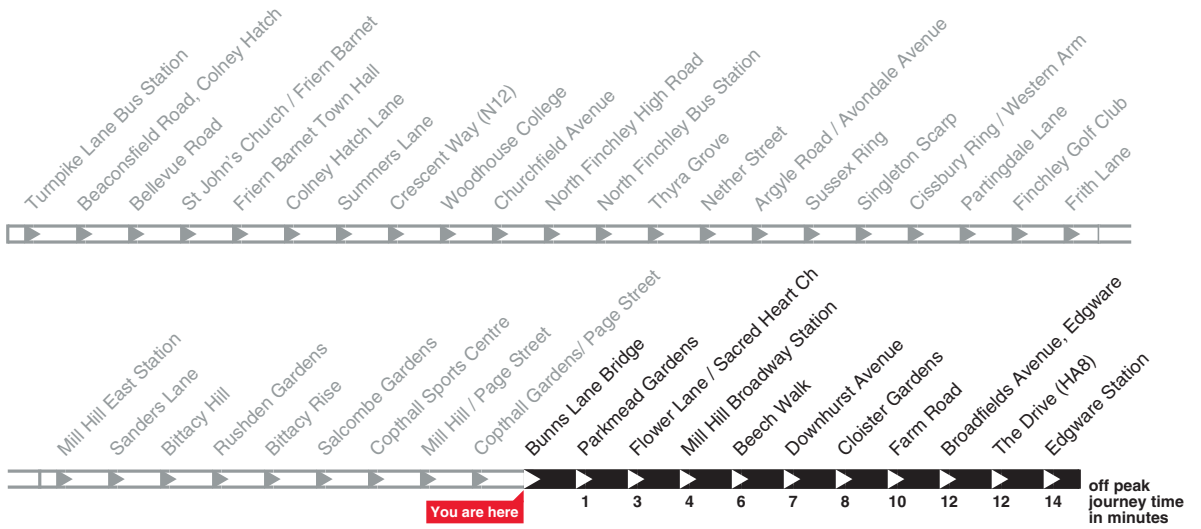 Turnpike Lane Bus Station
Beaconsfield Road, Colney Hatch
Bellevue Road
St John's Church / Friern Barnet
Friern Barnet Town Hall
Colney Hatch Lane
Summers Lane
Crescent Way (N12)
Woodhouse College
Churchfield Avenue
North Finchley High Road
North Finchley Bus Station
Thyra Grove
Nether Street
Argyle Road / Avondale Avenue
Sussex Ring
Singleton Scarp
Cissbury Ring / Western Arm
Partingdale Lane
Finchley Golf Club
Frith Lane
Mill Hill East Station
Sanders Lane
Bittacy Hill
Rushden Gardens
Bittacy Rise
Salcombe Gardens
Copthall Sports Centre
Mill Hill / Page Street
Copthall Gardens/ Page Street
Bunns Lane Bridge
Parkmead Gardens
Flower Lane / Sacred Heart Ch
Mill Hill Broadway Station
Beech Walk
Downhurst Avenue
Cloister Gardens
Farm Road
Broadfields Avenue, Edgware
The Drive (HA8)
Edgware Station
You are here
1 3 4 6 7 8 10 12 12 14
off peak
journey time
in minutes